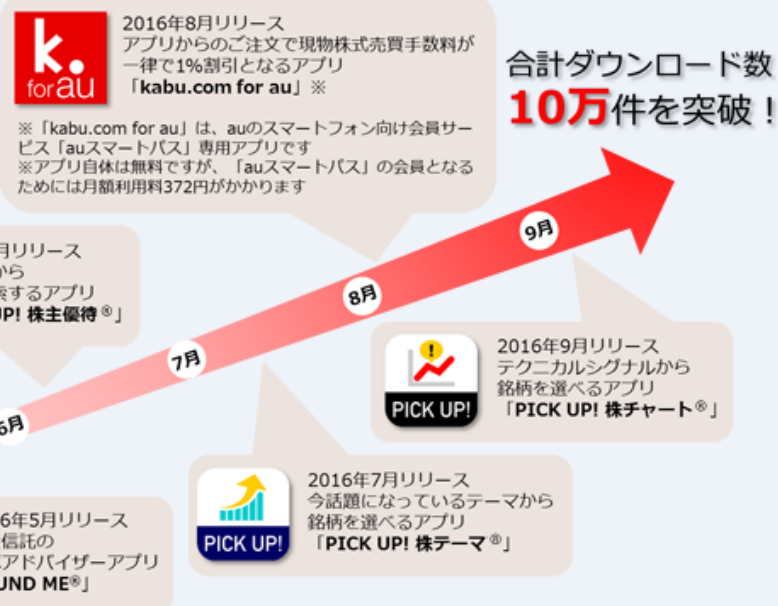 k.
for au
2016年8月リリース
アプリからのご注文で現物株式売買手数料が
一律で1%割引となるアプリ
「kabu.com for au」※
※「kabu.com for au」は、auのスマートフォン向け会員サー
ビス「auスマートパス」専用アプリです
※アプリ自体は無料ですが、「auスマートパス」の会員となる
ためには月額利用料372円がかかります
合計ダウンロード数
10万件を突破！
9月
8月
7月
6月
月リリース
から
索するアプリ
UP! 株主優待®」
PICK UP!
2016年9月リリース
テクニカルシグナルから
銘柄を選べるアプリ
「PICK UP! 株チャート®」
PICK UP!
2016年7月リリース
今話題になっているテーマから
銘柄を選べるアプリ
「PICK UP! 株テーマ®」
6年5月リリース
信託の
アドバイザーアプリ
UND ME®」